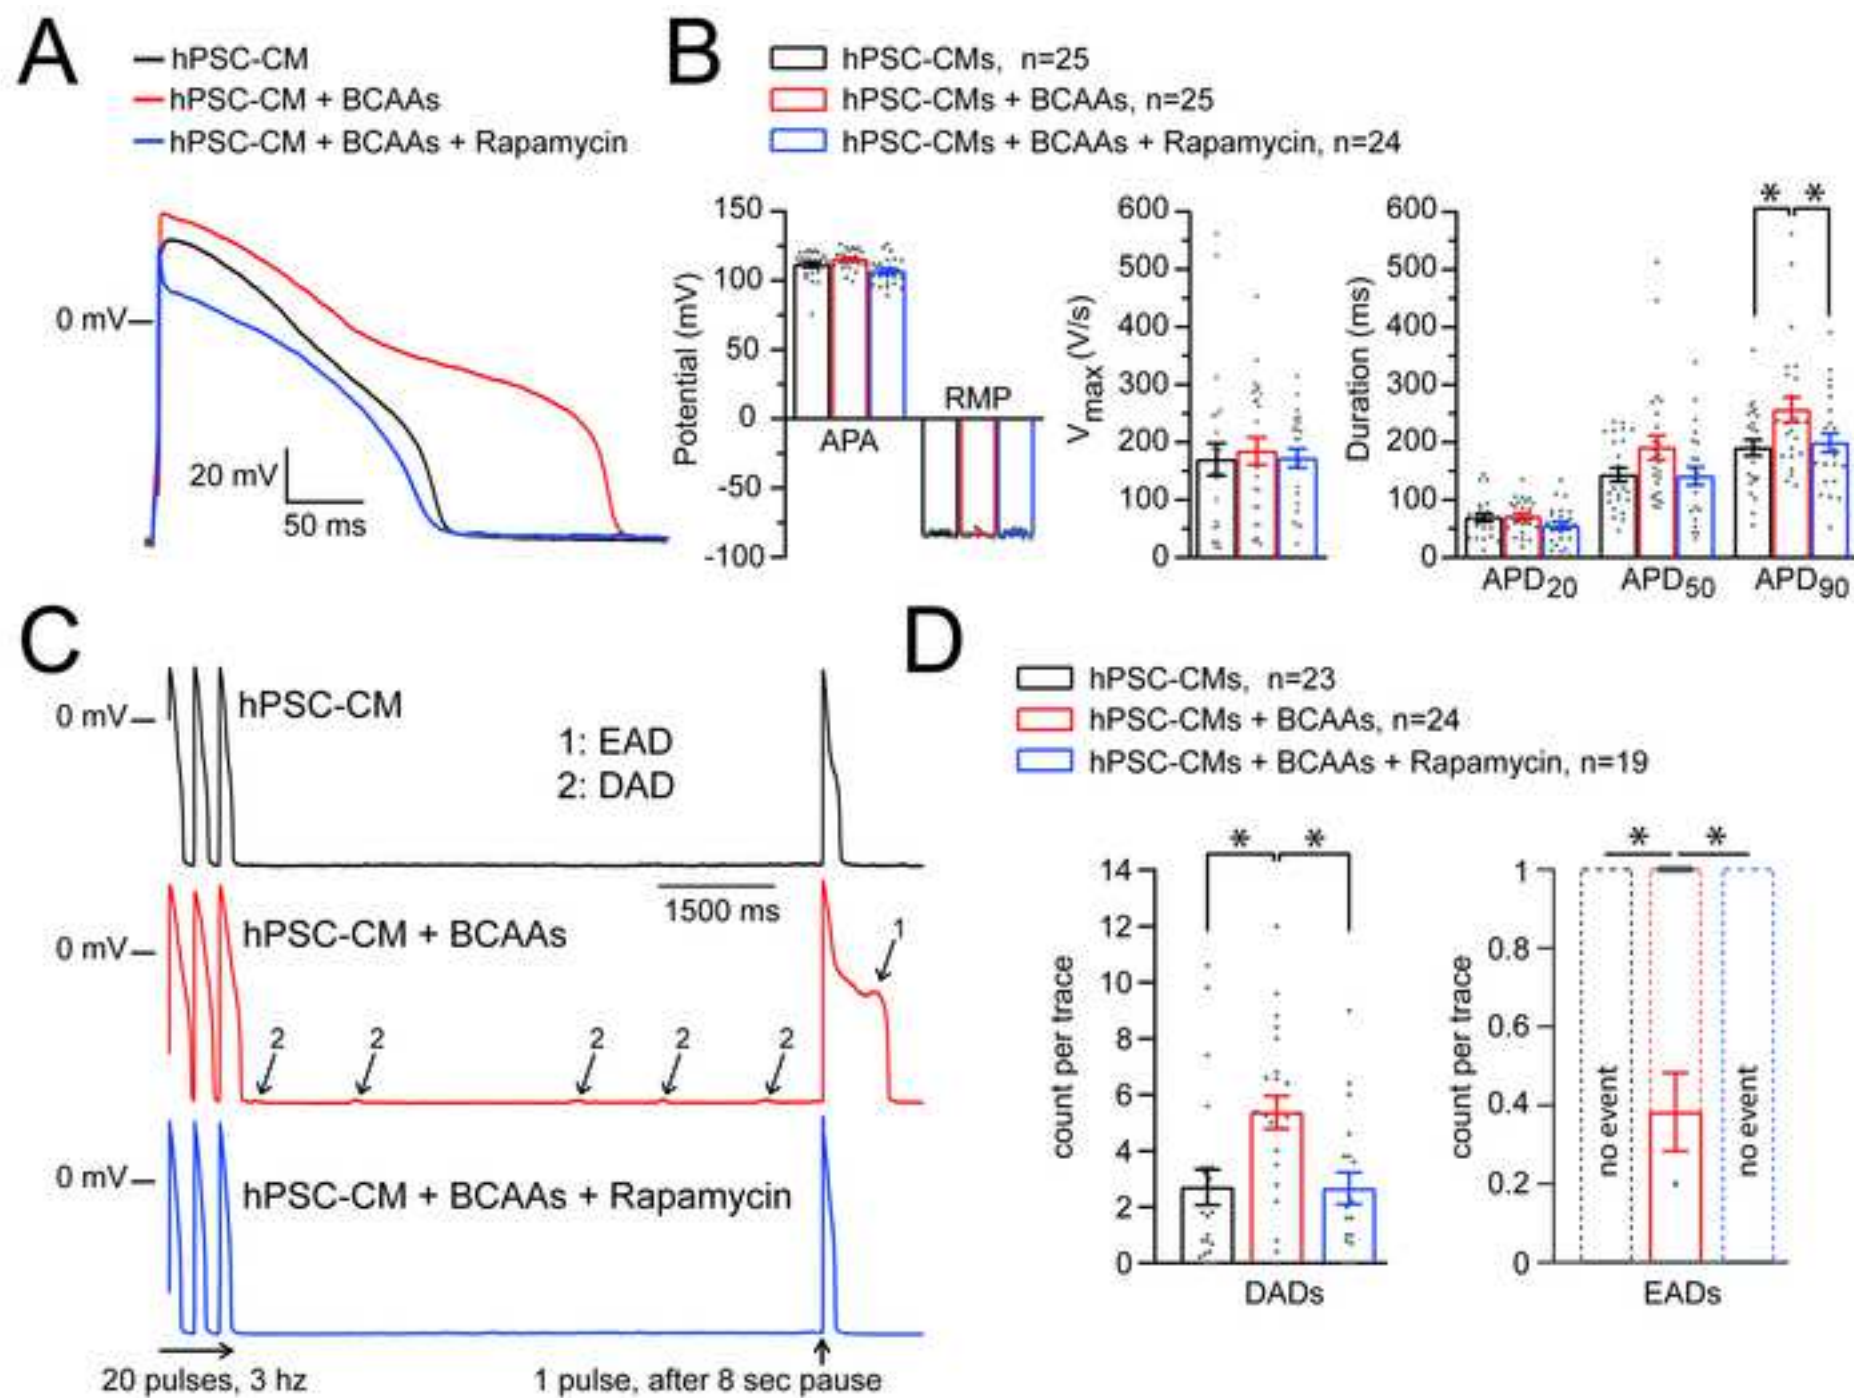 A
hPSC-CM
hPSC-CM + BCAAs
hPSC-CM + BCAAs + Rapamycin
0 mV
20 mV
50 ms
B
hPSC-CMs, n=25
hPSC-CMs + BCAAs, n=25
hPSC-CMs + BCAAs + Rapamycin, n=24
Potential (mV)
150
100
50
0
-50
-100
APA
RMP
Vmax (V/s)
600
500
400
300
200
100
0
Duration (ms)
600
500
400
300
200
100
0
* *
APD20 APD50 APD90
C
0 mV
hPSC-CM
1: EAD
2: DAD
1500 ms
0 mV
hPSC-CM + BCAAs
1
2 2 2 2 2
0 mV
hPSC-CM + BCAAs + Rapamycin
20 pulses, 3 hz
1 pulse, after 8 sec pause
D
hPSC-CMs, n=23
hPSC-CMs + BCAAs, n=24
hPSC-CMs + BCAAs + Rapamycin, n=19
count per trace
14
12
10
8
6
4
2
0
* *
DADs
count per trace
1
0.8
0.6
0.4
0.2
0
* *
no event
no event
EADs